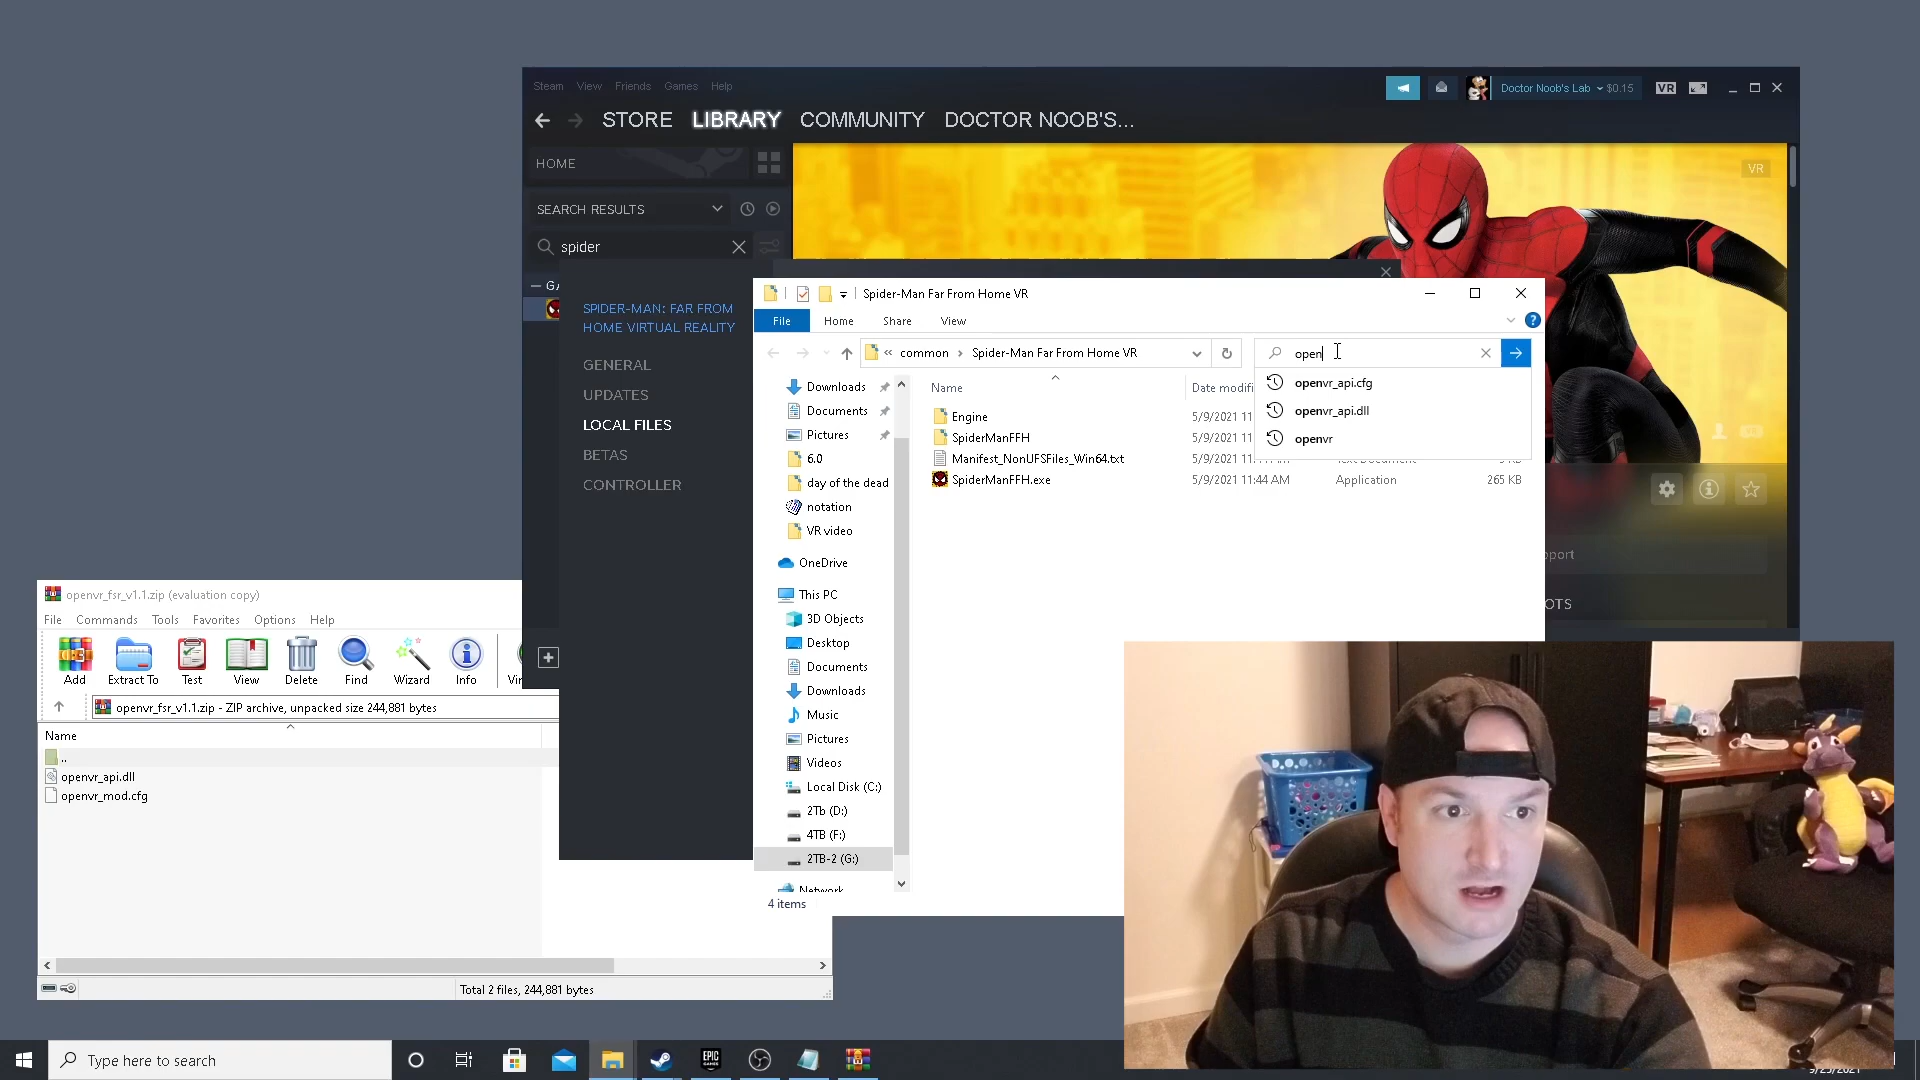 Steam View Friends Games Help
Doctor Noob's Lab $0.15 VR
STORE LIBRARY COMMUNITY DOCTOR NOOB'S...
HOME
VR
SEARCH RESULTS
spider
SPIDER-MAN: FAR FROM
HOME VIRTUAL REALITY
GENERAL
UPDATES
LOCAL FILES
BETAS
CONTROLLER
Spider-Man Far From Home VR
File Home Share View
« common › Spider-Man Far From Home VR
open
openvr_api.cfg
openvr_api.dll
openvr
Name Date modifi
Engine 5/9/2021 11
SpiderManFFH 5/9/2021 11
Manifest_NonUFSFiles_Win64.txt
SpiderManFFH.exe 5/9/2021 11:44 AM Application 265 KB
Downloads
Documents
Pictures
6.0
day of the dead
notation
VR video
OneDrive
This PC
3D Objects
Desktop
Documents
Downloads
Music
Pictures
Videos
Local Disk (C:)
2Tb (D:)
4TB (F:)
2TB-2 (G:)
Network
4 items
openvr_fsr_v1.1.zip (evaluation copy)
File Commands Tools Favorites Options Help
Add Extract To Test View Delete Find Wizard Info
openvr_fsr_v1.1.zip - ZIP archive, unpacked size 244,881 bytes
Name
..
openvr_api.dll
openvr_mod.cfg
Total 2 files, 244,881 bytes
Type here to search
EPIC
GAMES